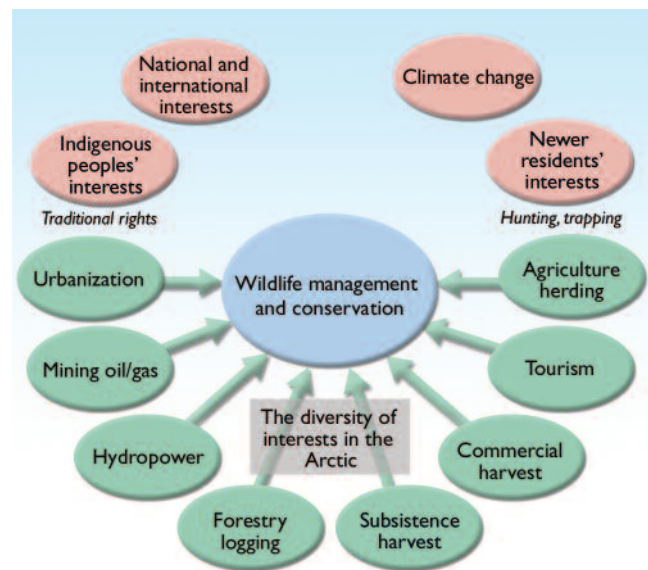 National and
international
interests
Climate change
Indigenous
peoples'
interests
Newer
residents'
interests
Traditional rights
Hunting, trapping
Urbanization
Wildlife management
and conservation
Agriculture
herding
Mining oil/gas
Tourism
The diversity of
interests in the
Arctic
Hydropower
Commercial
harvest
Forestry
logging
Subsistence
harvest